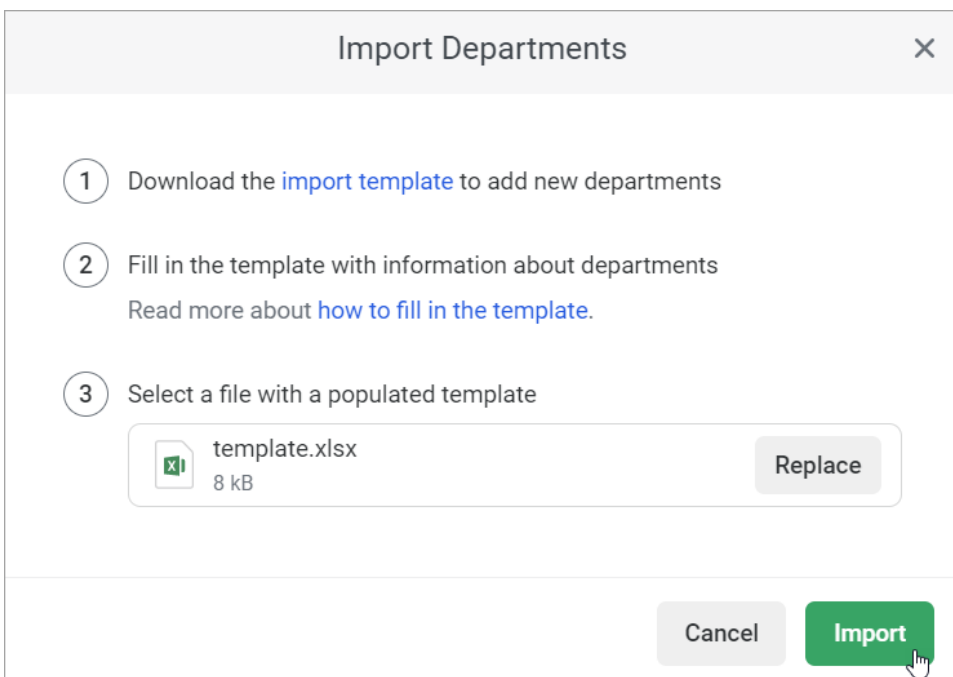 Import Departments
1 Download the import template to add new departments
2 Fill in the template with information about departments
Read more about how to fill in the template.
3 Select a file with a populated template
template.xlsx
8 kB
Replace
Cancel Import